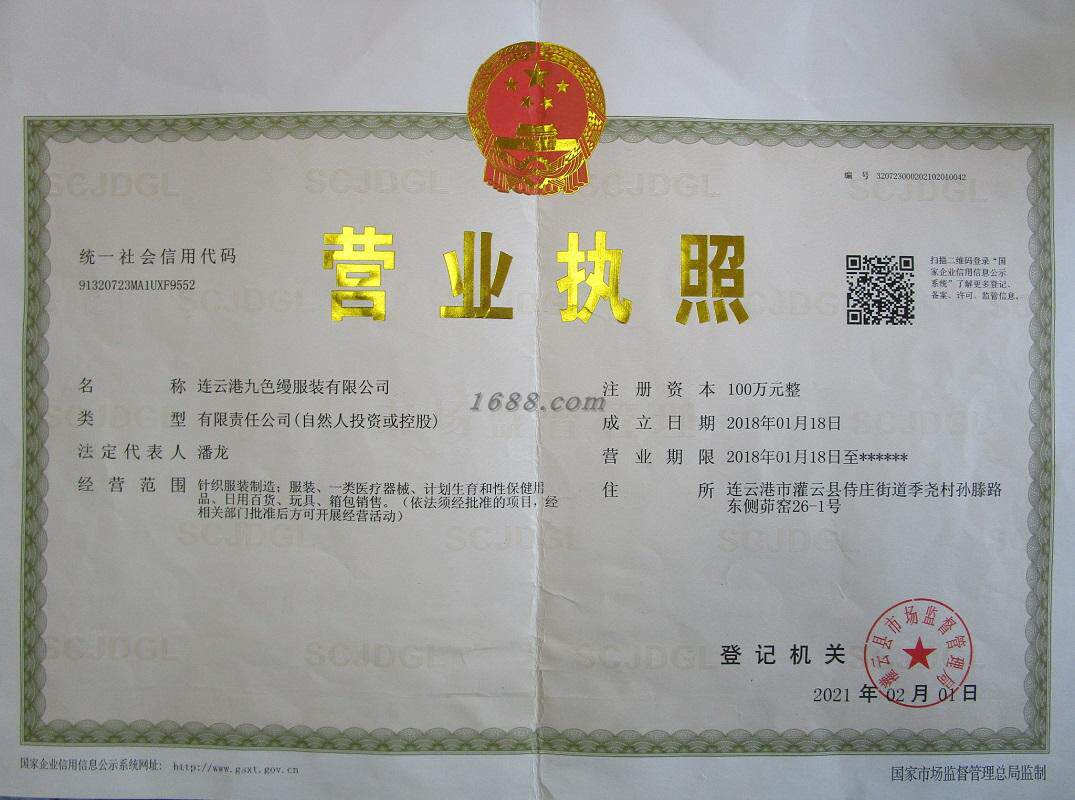 编 号 320723000202102010042
营业执照
统一社会信用代码
91320723MA1UXF9552
扫描二维码登录“国
家企业信用信息公示
系统”了解更多登记、
备案、许可、监管信息。
名 称 连云港九色缦服装有限公司
类 型 有限责任公司(自然人投资或控股)
法定代表人 潘龙
经营范围 针织服装制造；服装、一类医疗器械、计划生育和性保健用
品、日用百货、玩具、箱包销售。（依法须经批准的项目，经
相关部门批准后方可开展经营活动）
1688.com
注册资本 100万元整
成立日期 2018年01月18日
营业期限 2018年01月18日至******
住 所 连云港市灌云县侍庄街道季尧村孙滕路
东侧茆窑26-1号
登记机关
灌云县市场监督管理局
2021 年 02 月 01 日
国家企业信用信息公示系统网址: http://www.gsxt.gov.cn
国家市场监督管理总局监制
SCJDGL